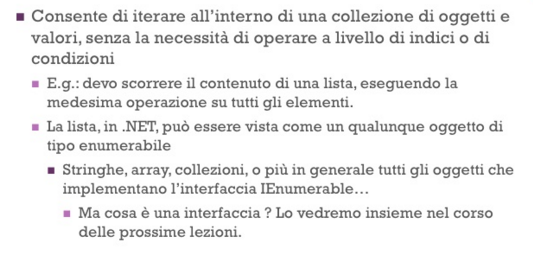 Consente di iterare all'interno di una collezione di oggetti e
valori, senza la necessità di operare a livello di indici o di
condizioni
E.g.: devo scorrere il contenuto di una lista, eseguendo la
medesima operazione su tutti gli elementi.
La lista, in .NET, può essere vista come un qualunque oggetto di
tipo enumerabile
Stringhe, array, collezioni, o più in generale tutti gli oggetti che
implementano l'interfaccia IEnumerable…
Ma cosa è una interfaccia ? Lo vedremo insieme nel corso
delle prossime lezioni.